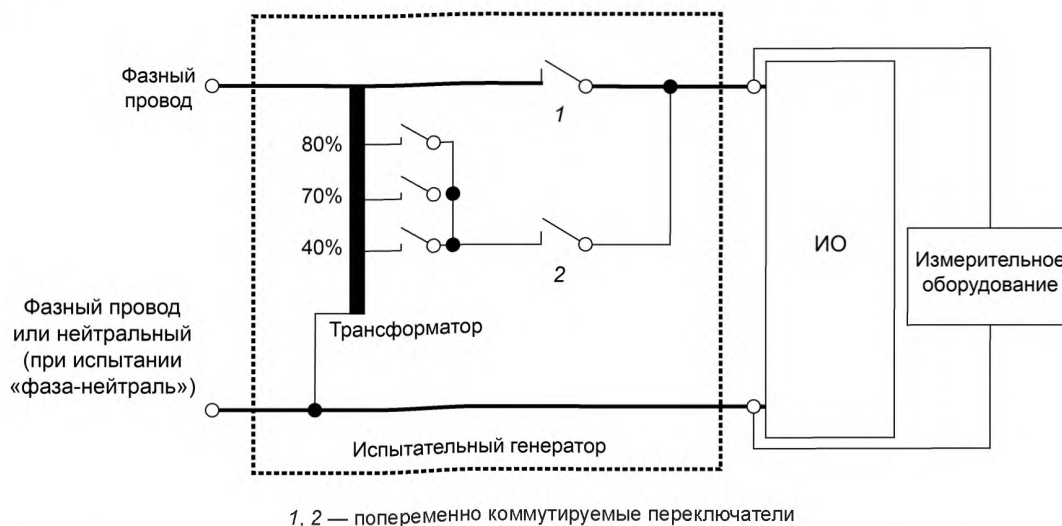 Фазный
провод
80%
70%
40%
1
2
ИО
Измерительное
оборудование
Фазный провод
или нейтральный
(при испытании
«фаза-нейтраль»)
Трансформатор
Испытательный генератор
1, 2 — попеременно коммутируемые переключатели